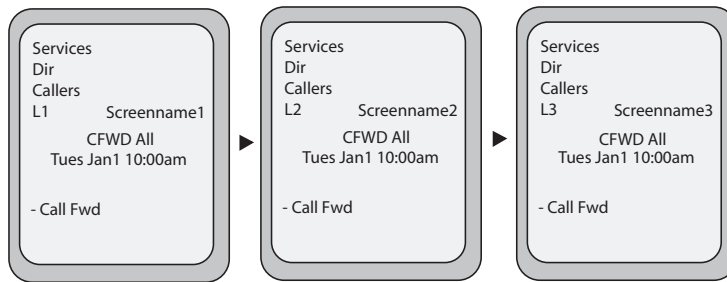 Services
Dir
Callers
L1 Screenname1
CFWD All
Tues Jan1 10:00am
- Call Fwd
Services
Dir
Callers
L2 Screenname2
CFWD All
Tues Jan1 10:00am
- Call Fwd
Services
Dir
Callers
L3 Screenname3
CFWD All
Tues Jan1 10:00am
- Call Fwd